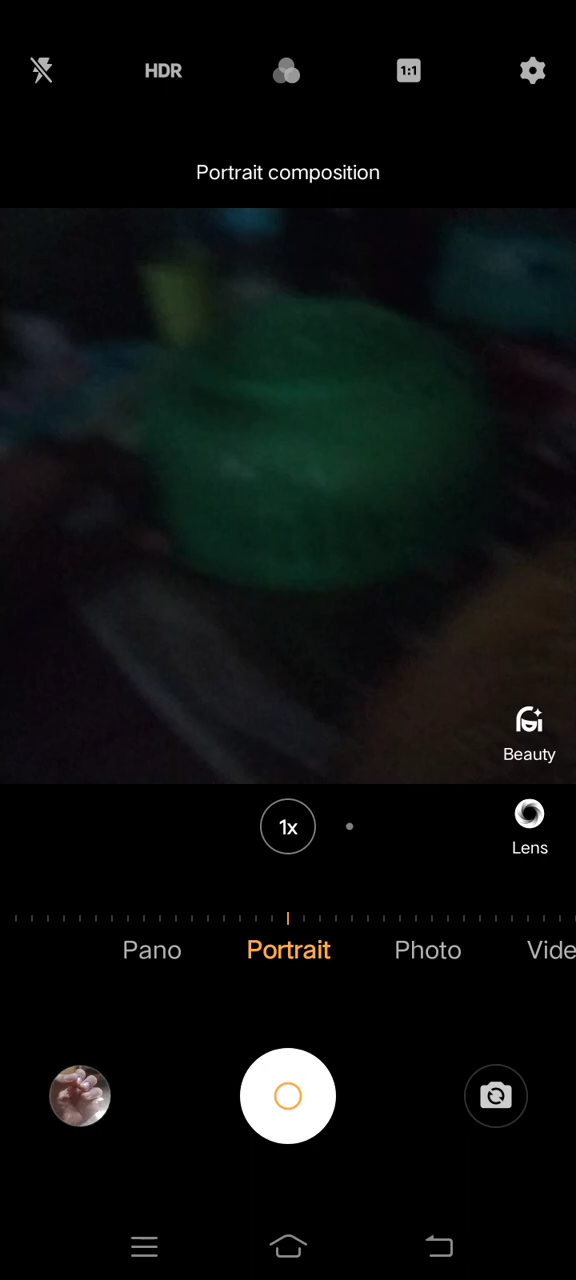 HDR
1:1
Portrait composition
Beauty
1x
Lens
Pano Portrait Photo Vide